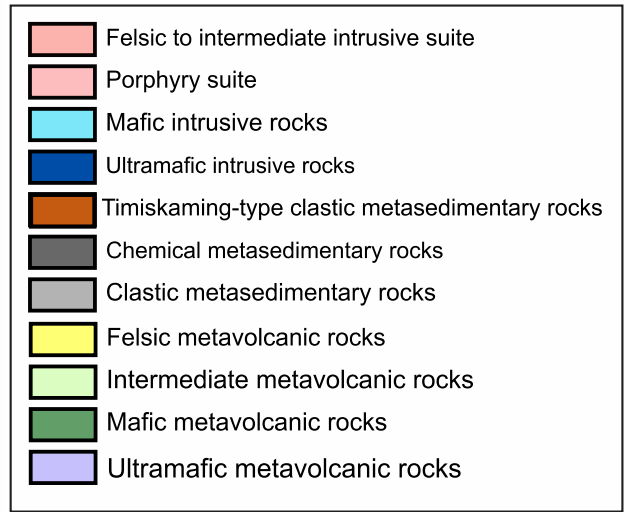 Felsic to intermediate intrusive suite
Porphyry suite
Mafic intrusive rocks
Ultramafic intrusive rocks
Timiskaming-type clastic metasedimentary rocks
Chemical metasedimentary rocks
Clastic metasedimentary rocks
Felsic metavolcanic rocks
Intermediate metavolcanic rocks
Mafic metavolcanic rocks
Ultramafic metavolcanic rocks